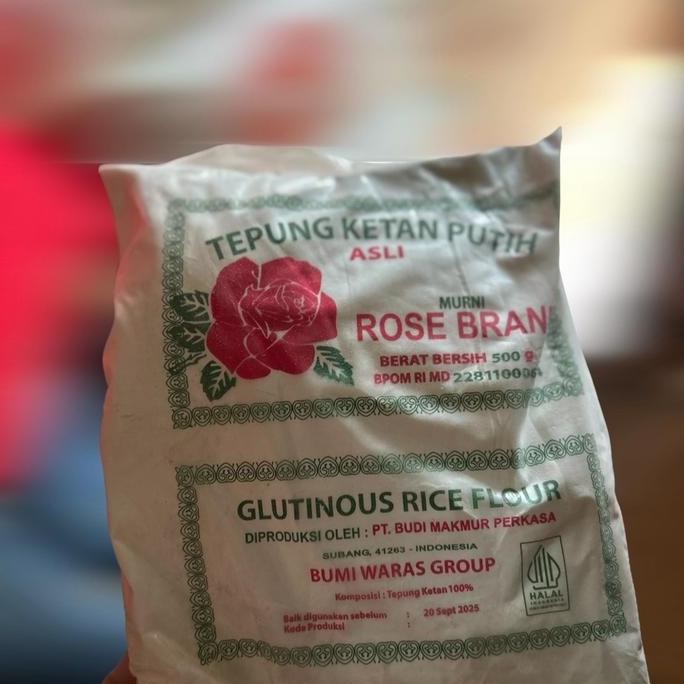 TEPUNG KETAN PUTIH
ASLI
MURNI
ROSE BRAN
BERAT BERSIH 500 g
BPOM RI MD
GLUTINOUS RICE FLOUR
DIPRODUKSI OLEH : PT. BUDI MAKMUR PERKASA
SUBANG, 41263 - INDONESIA
BUMI WARAS GROUP
Komposisi : Tepung Ketan 100%
Baik digunakan sebelum : 20 Sept 2025
Kode Produksi :
HALAL
INDONESIA